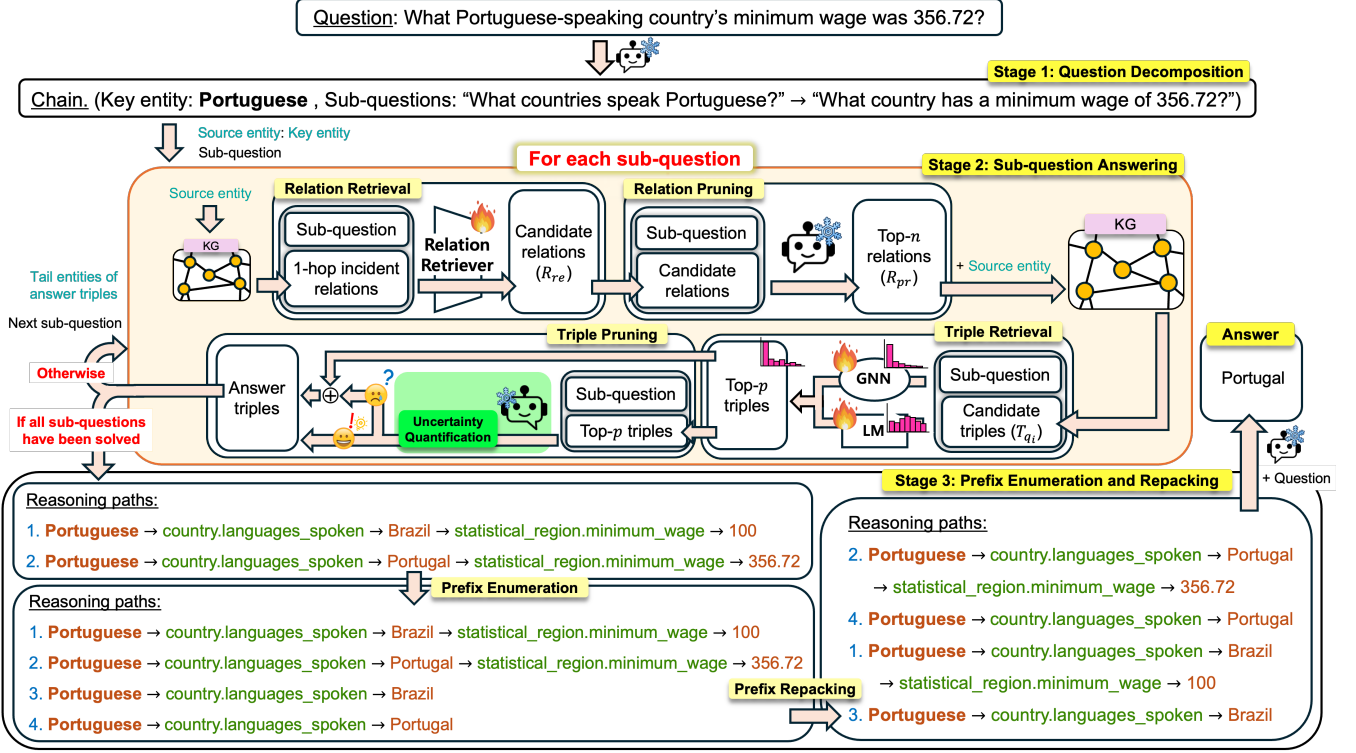 Question: What Portuguese-speaking country's minimum wage was 356.72?
Stage 1: Question Decomposition
Chain. (Key entity: Portuguese , Sub-questions: “What countries speak Portuguese?” → “What country has a minimum wage of 356.72?”)
Source entity: Key entity
Sub-question
For each sub-question
Stage 2: Sub-question Answering
Source entity
KG
Relation Retrieval
Sub-question
1-hop incident
relations
Relation
Retriever
Candidate
relations
(R_re)
Relation Pruning
Sub-question
Candidate
relations
Top-n
relations
(R_pr)
+ Source entity
KG
Tail entities of
answer triples
Next sub-question
Otherwise
If all sub-questions
have been solved
Triple Retrieval
Sub-question
Candidate
triples (T_{q_i})
GNN
LM
Top-p
triples
Triple Pruning
Sub-question
Top-p triples
Uncertainty
Quantification
?
!
Answer
triples
Answer
Portugal
+ Question
Stage 3: Prefix Enumeration and Repacking
Reasoning paths:
1. Portuguese → country.languages_spoken → Brazil → statistical_region.minimum_wage → 100
2. Portuguese → country.languages_spoken → Portugal → statistical_region.minimum_wage → 356.72
Prefix Enumeration
Reasoning paths:
1. Portuguese → country.languages_spoken → Brazil → statistical_region.minimum_wage → 100
2. Portuguese → country.languages_spoken → Portugal → statistical_region.minimum_wage → 356.72
3. Portuguese → country.languages_spoken → Brazil
4. Portuguese → country.languages_spoken → Portugal
Prefix Repacking
Reasoning paths:
2. Portuguese → country.languages_spoken → Portugal
→ statistical_region.minimum_wage → 356.72
4. Portuguese → country.languages_spoken → Portugal
1. Portuguese → country.languages_spoken → Brazil
→ statistical_region.minimum_wage → 100
3. Portuguese → country.languages_spoken → Brazil